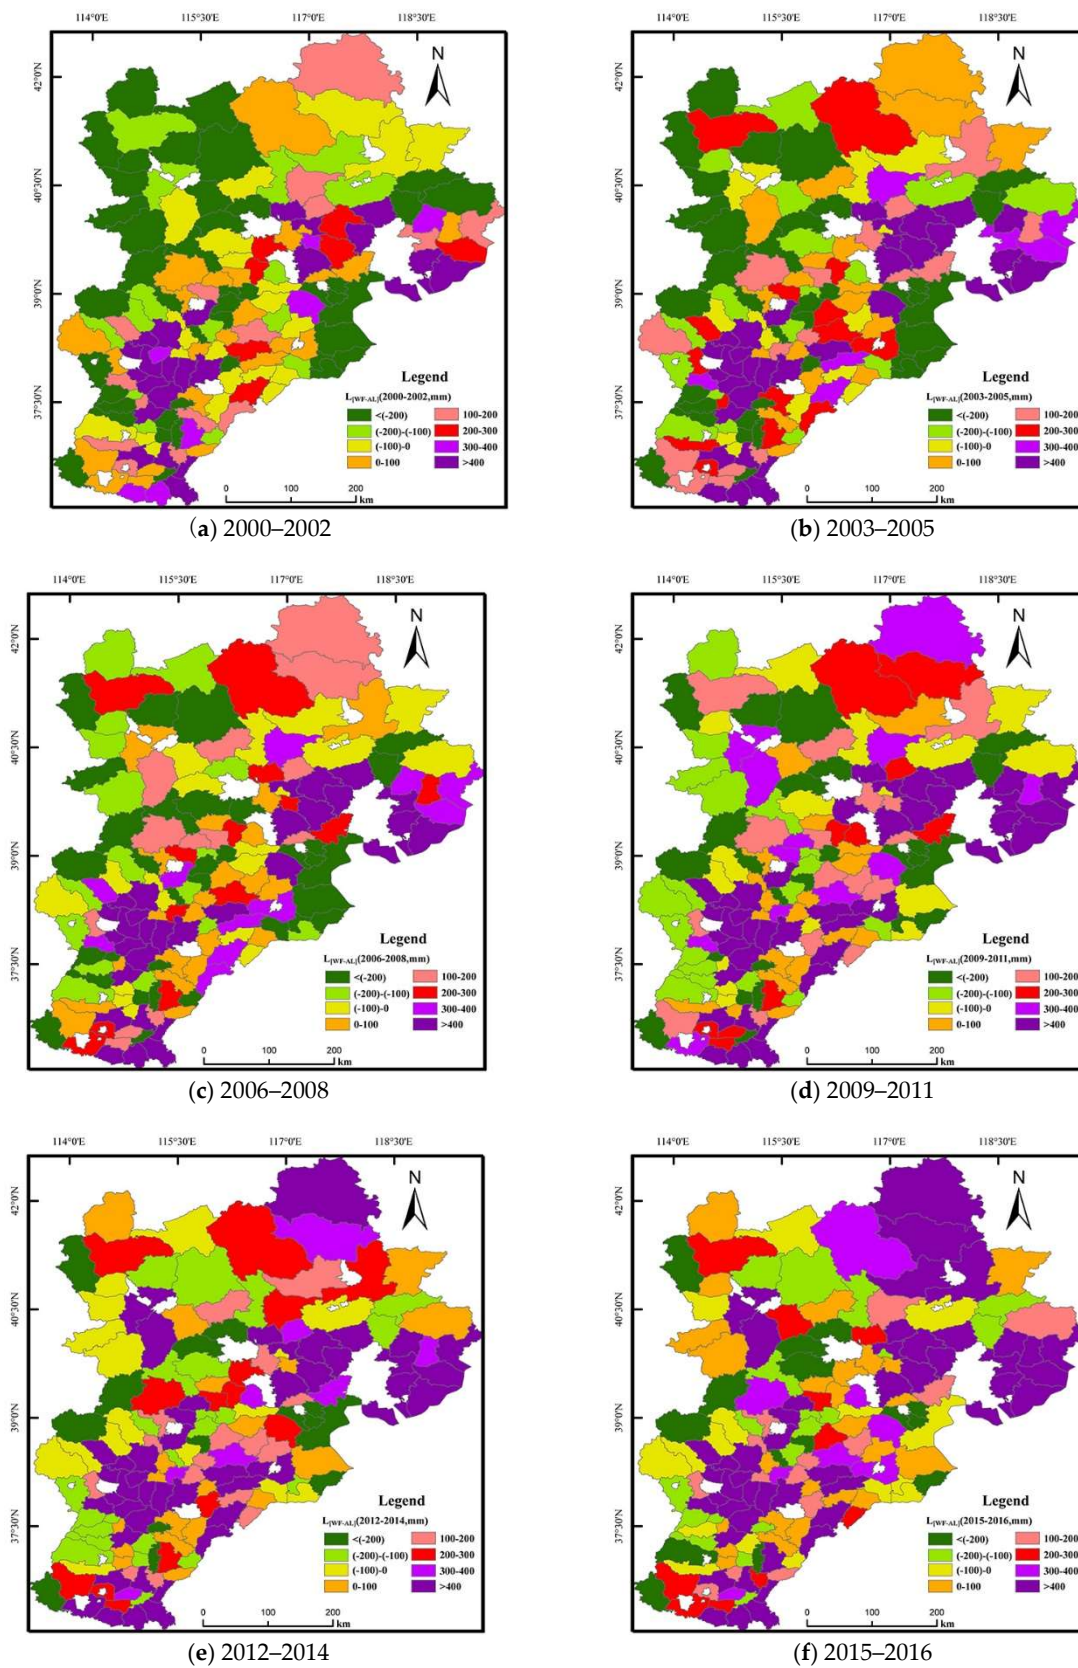 114°0'E 115°30'E 117°0'E 118°30'E
42°0'N
40°30'N
39°0'N
37°30'N
N
Legend
L[WF-AL](2000-2002,mm)
<(-200) 100-200
(-200)-(-100) 200-300
(-100)-0 300-400
0-100 >400
0 100 200
km
(a) 2000–2002
114°0'E 115°30'E 117°0'E 118°30'E
42°0'N
40°30'N
39°0'N
37°30'N
N
Legend
L[WF-AL](2003-2005,mm)
<(-200) 100-200
(-200)-(-100) 200-300
(-100)-0 300-400
0-100 >400
0 100 200
km
(b) 2003–2005
114°0'E 115°30'E 117°0'E 118°30'E
42°0'N
40°30'N
39°0'N
37°30'N
N
Legend
L[WF-AL](2006-2008,mm)
<(-200) 100-200
(-200)-(-100) 200-300
(-100)-0 300-400
0-100 >400
0 100 200
km
(c) 2006–2008
114°0'E 115°30'E 117°0'E 118°30'E
42°0'N
40°30'N
39°0'N
37°30'N
N
Legend
L[WF-AL](2009-2011,mm)
<(-200) 100-200
(-200)-(-100) 200-300
(-100)-0 300-400
0-100 >400
0 100 200
km
(d) 2009–2011
114°0'E 115°30'E 117°0'E 118°30'E
42°0'N
40°30'N
39°0'N
37°30'N
N
Legend
L[WF-AL](2012-2014,mm)
<(-200) 100-200
(-200)-(-100) 200-300
(-100)-0 300-400
0-100 >400
0 100 200
km
(e) 2012–2014
114°0'E 115°30'E 117°0'E 118°30'E
42°0'N
40°30'N
39°0'N
37°30'N
N
Legend
L[WF-AL](2015-2016,mm)
<(-200) 100-200
(-200)-(-100) 200-300
(-100)-0 300-400
0-100 >400
0 100 200
km
(f) 2015–2016